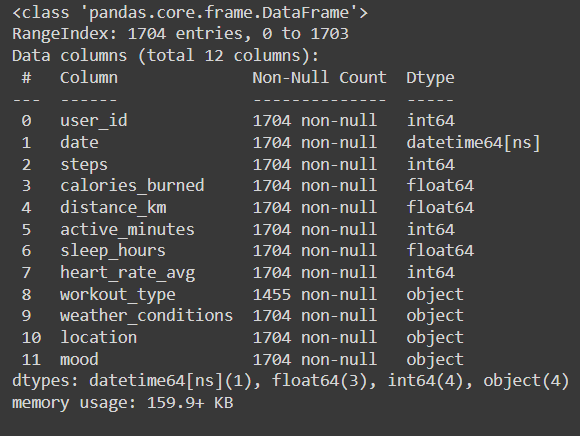 <class 'pandas.core.frame.DataFrame'>
RangeIndex: 1704 entries, 0 to 1703
Data columns (total 12 columns):
 #   Column              Non-Null Count  Dtype
---  ------              --------------  -----
 0   user_id             1704 non-null   int64
 1   date                1704 non-null   datetime64[ns]
 2   steps               1704 non-null   int64
 3   calories_burned     1704 non-null   float64
 4   distance_km         1704 non-null   float64
 5   active_minutes      1704 non-null   int64
 6   sleep_hours         1704 non-null   float64
 7   heart_rate_avg      1704 non-null   int64
 8   workout_type        1455 non-null   object
 9   weather_conditions  1704 non-null   object
 10  location            1704 non-null   object
 11  mood                1704 non-null   object
dtypes: datetime64[ns](1), float64(3), int64(4), object(4)
memory usage: 159.9+ KB